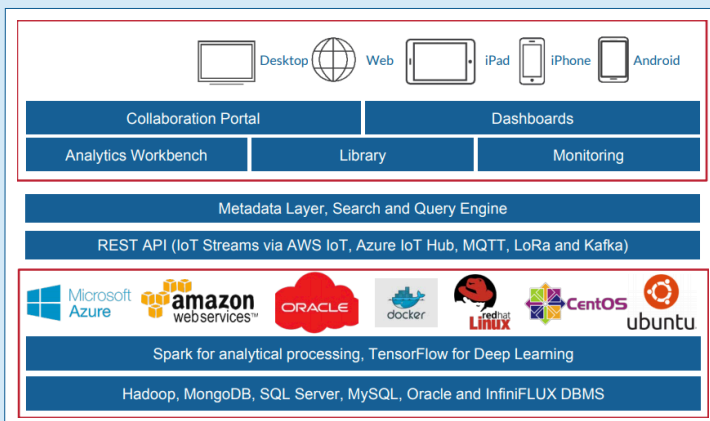 Desktop Web iPad iPhone Android
Collaboration Portal Dashboards
Analytics Workbench Library Monitoring
Metadata Layer, Search and Query Engine
REST API (IoT Streams via AWS IoT, Azure IoT Hub, MQTT, LoRa and Kafka)
Microsoft
Azure
amazon
webservices™
ORACLE
docker
redhat
Linux
CentOS
ubuntu
Spark for analytical processing, TensorFlow for Deep Learning
Hadoop, MongoDB, SQL Server, MySQL, Oracle and InfiniFLUX DBMS